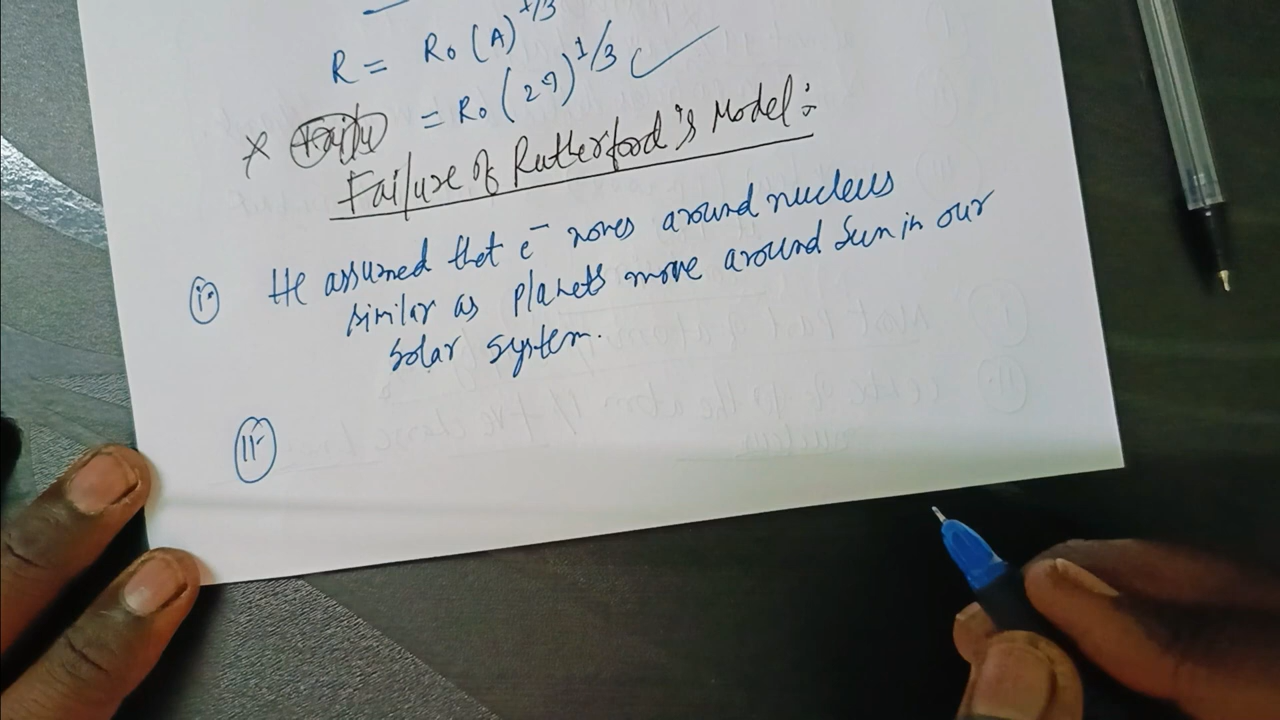 R = R₀ (A)^1/3
= R₀ (27)^1/3 ✓
Failure of Rutherford's Model :-
i. He assumed that e⁻ moves around nucleus
similar as planets move around Sun in our
solar system.
ii.